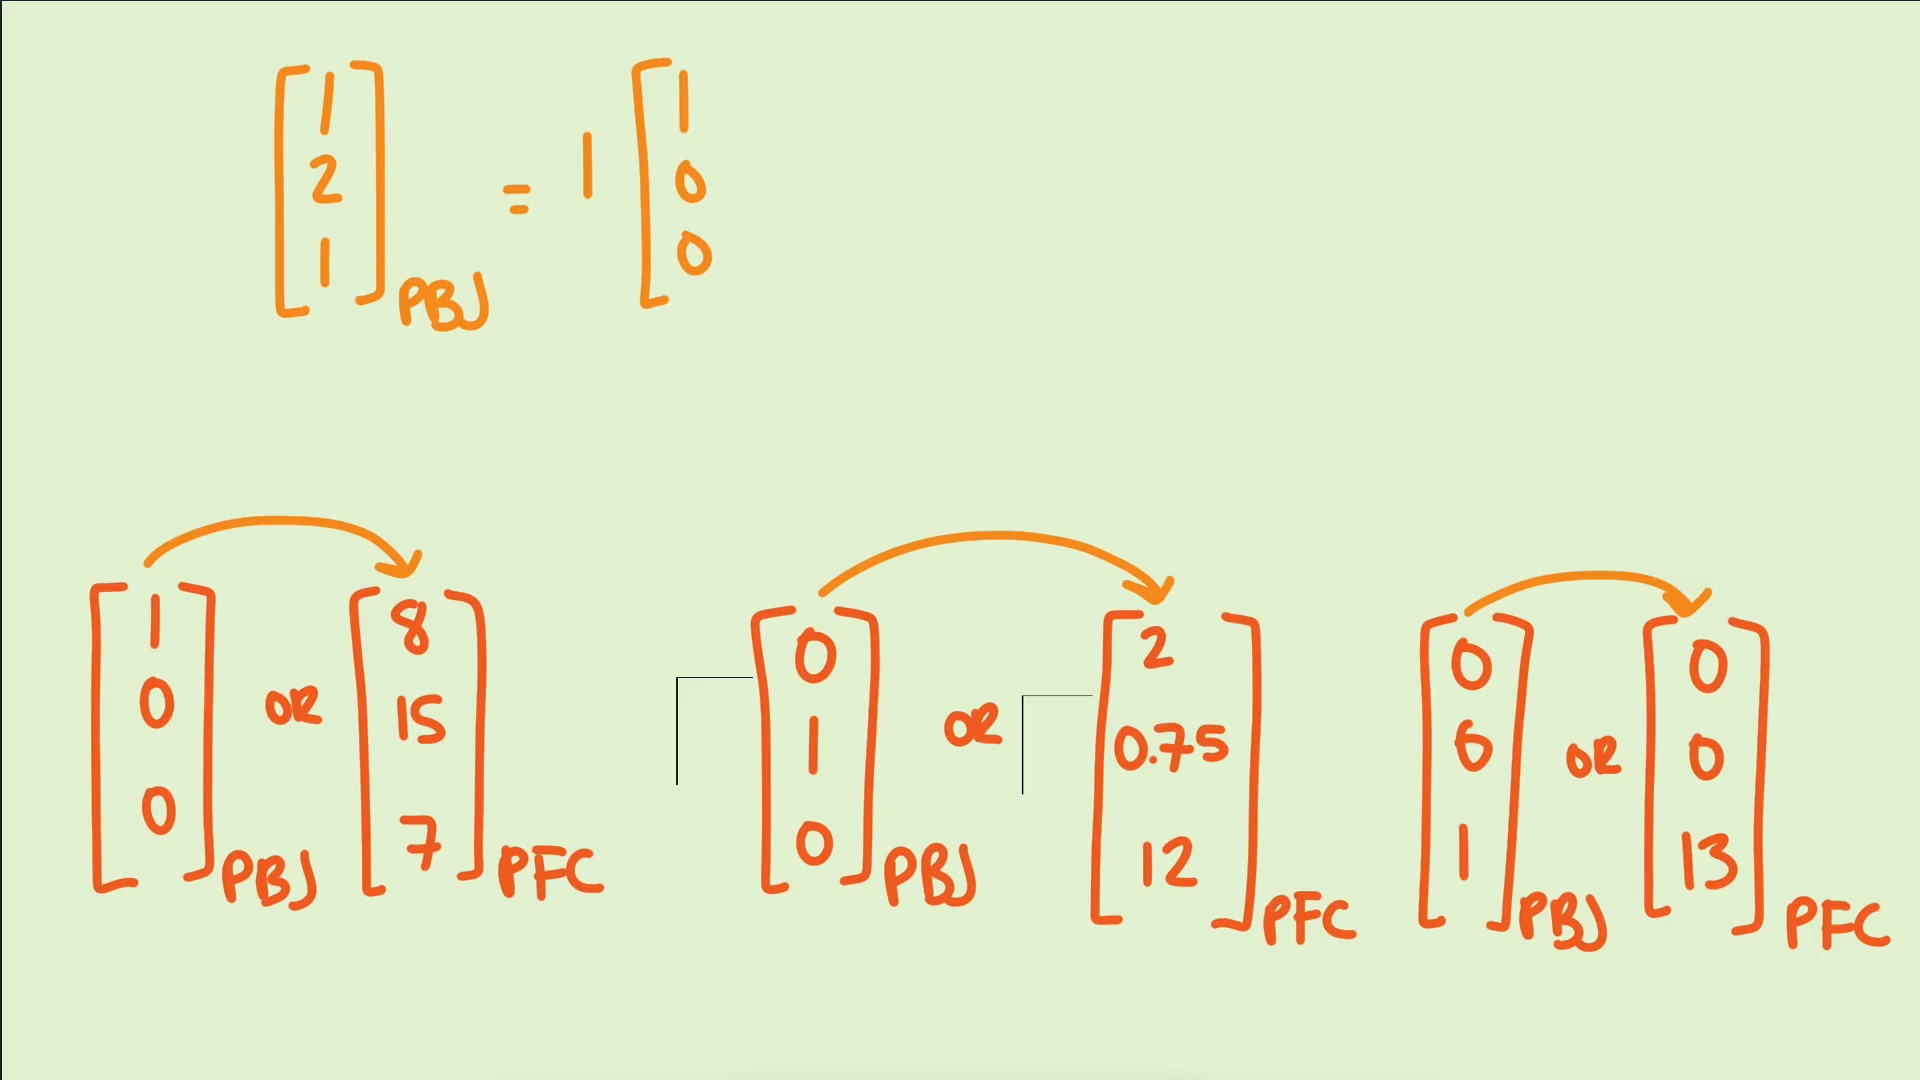 [1 2 1] PBJ = 1 [1 0 0]
[1 0 0] PBJ OR [8 15 7] PFC
[0 1 0] PBJ OR [2 0.75 12] PFC
[0 0 1] PBJ OR [0 0 13] PFC